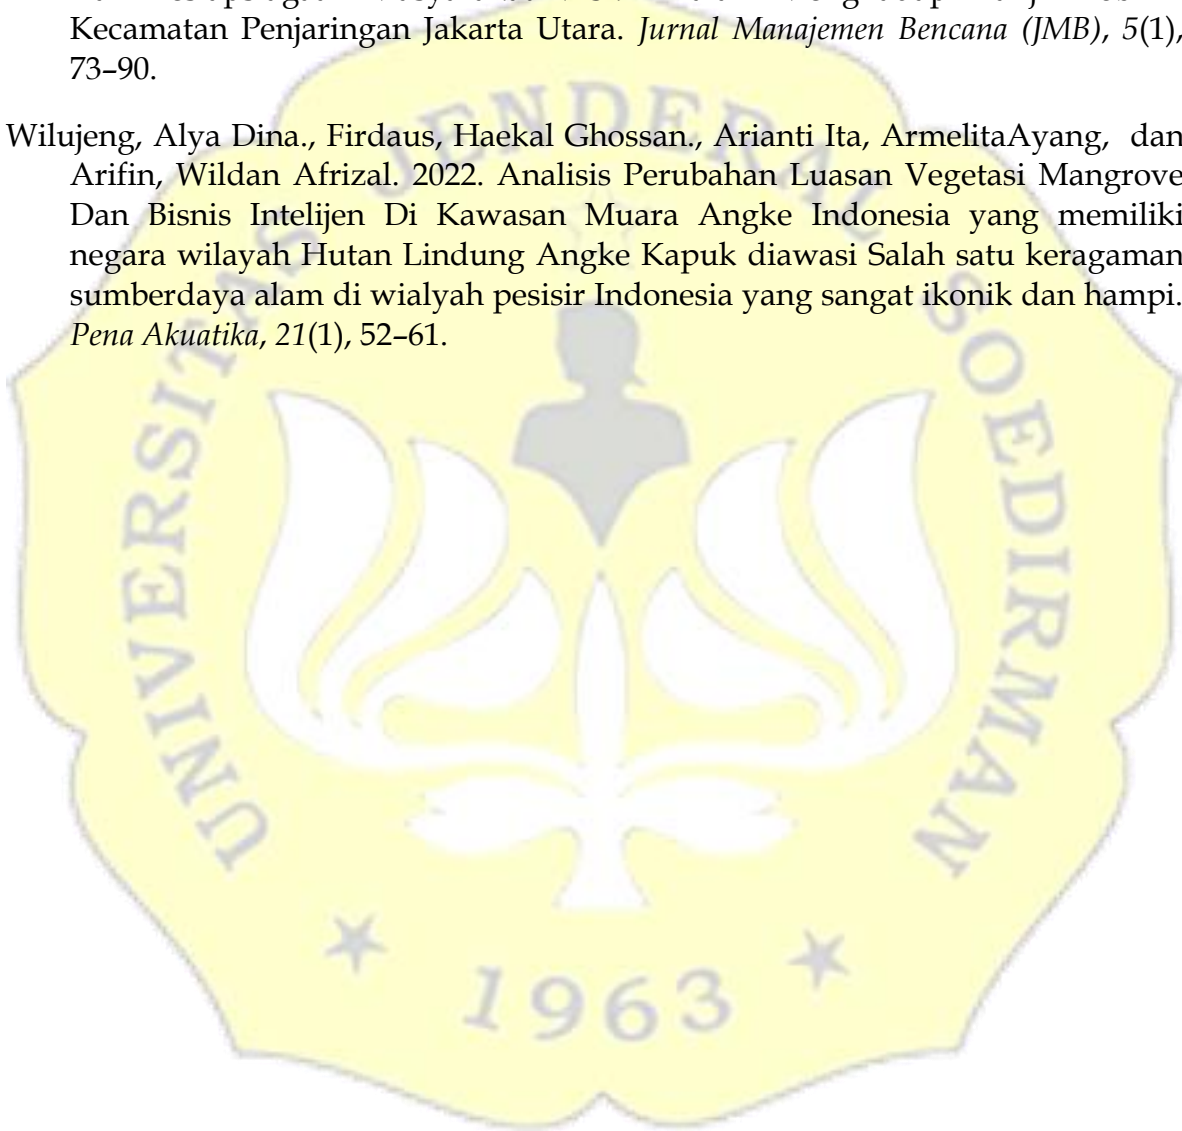 Kecamatan Penjaringan Jakarta Utara. Jurnal Manajemen Bencana (JMB), 5(1),
73–90.
Wilujeng, Alya Dina., Firdaus, Haekal Ghossan., Arianti Ita, ArmelitaAyang, dan
Arifin, Wildan Afrizal. 2022. Analisis Perubahan Luasan Vegetasi Mangrove
Dan Bisnis Intelijen Di Kawasan Muara Angke Indonesia yang memiliki
negara wilayah Hutan Lindung Angke Kapuk diawasi Salah satu keragaman
sumberdaya alam di wialyah pesisir Indonesia yang sangat ikonik dan hampi.
Pena Akuatika, 21(1), 52–61.
UNIVERSITAS JENDERAL SOEDIRMAN
1963